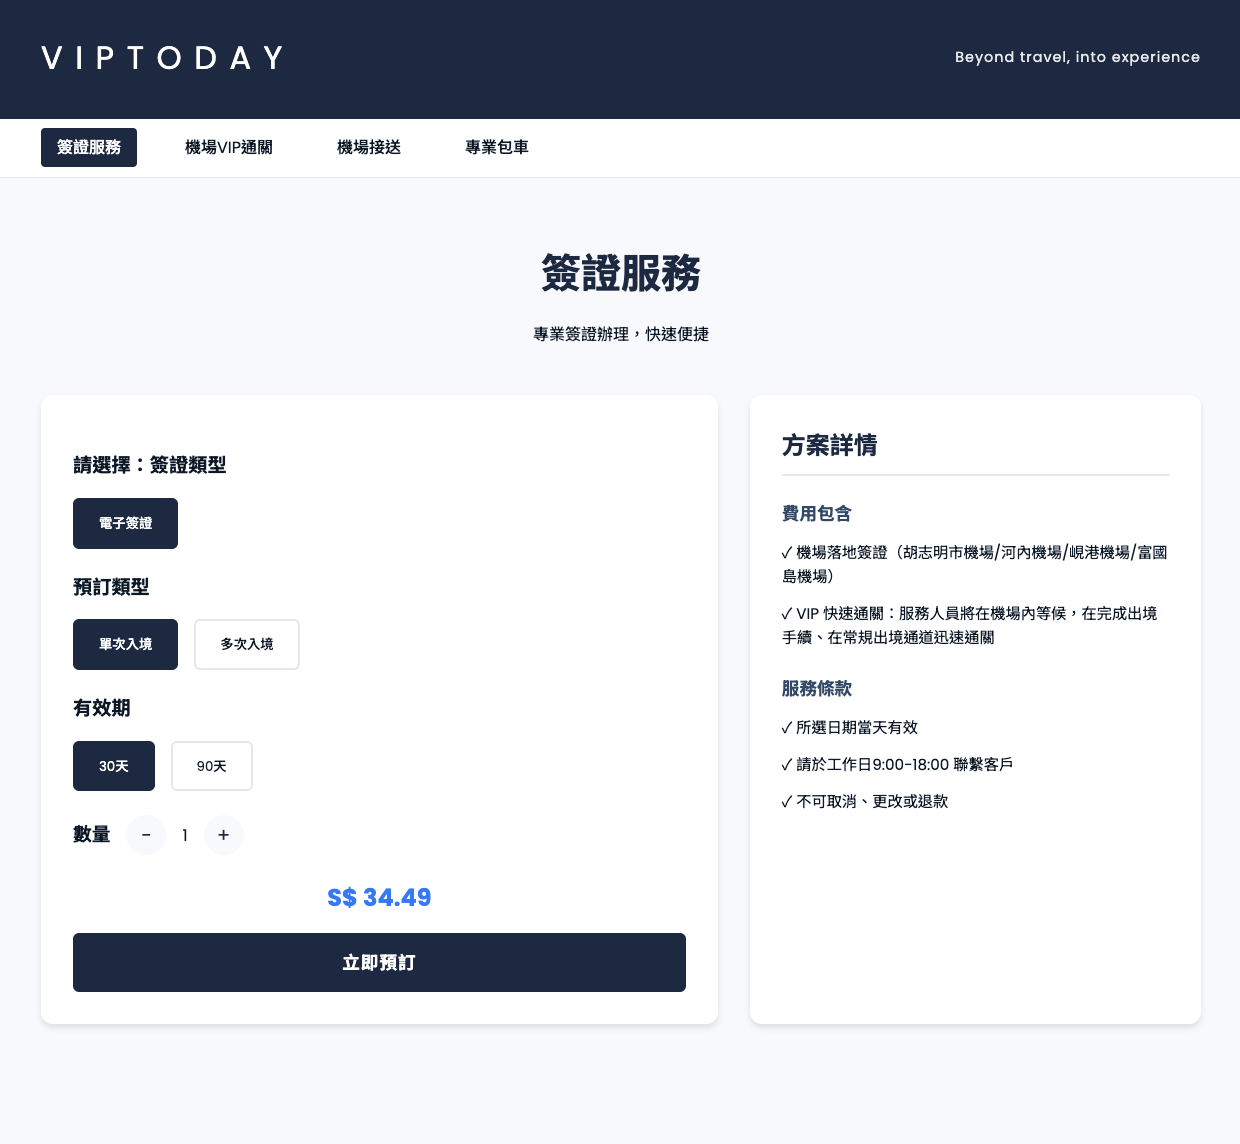 VIPTODAY
Beyond travel, into experience
簽證服務
機場VIP通關
機場接送
專業包車
簽證服務
專業簽證辦理，快速便捷
請選擇：簽證類型
電子簽證
預訂類型
單次入境
多次入境
有效期
30天
90天
數量
-
1
+
S$ 34.49
立即預訂
方案詳情
費用包含
✓ 機場落地簽證（胡志明市機場/河內機場/峴港機場/富國
島機場）
✓ VIP 快速通關：服務人員將在機場內等候，在完成出境
手續、在常規出境通道迅速通關
服務條款
✓ 所選日期當天有效
✓ 請於工作日9:00-18:00 聯繫客戶
✓ 不可取消、更改或退款